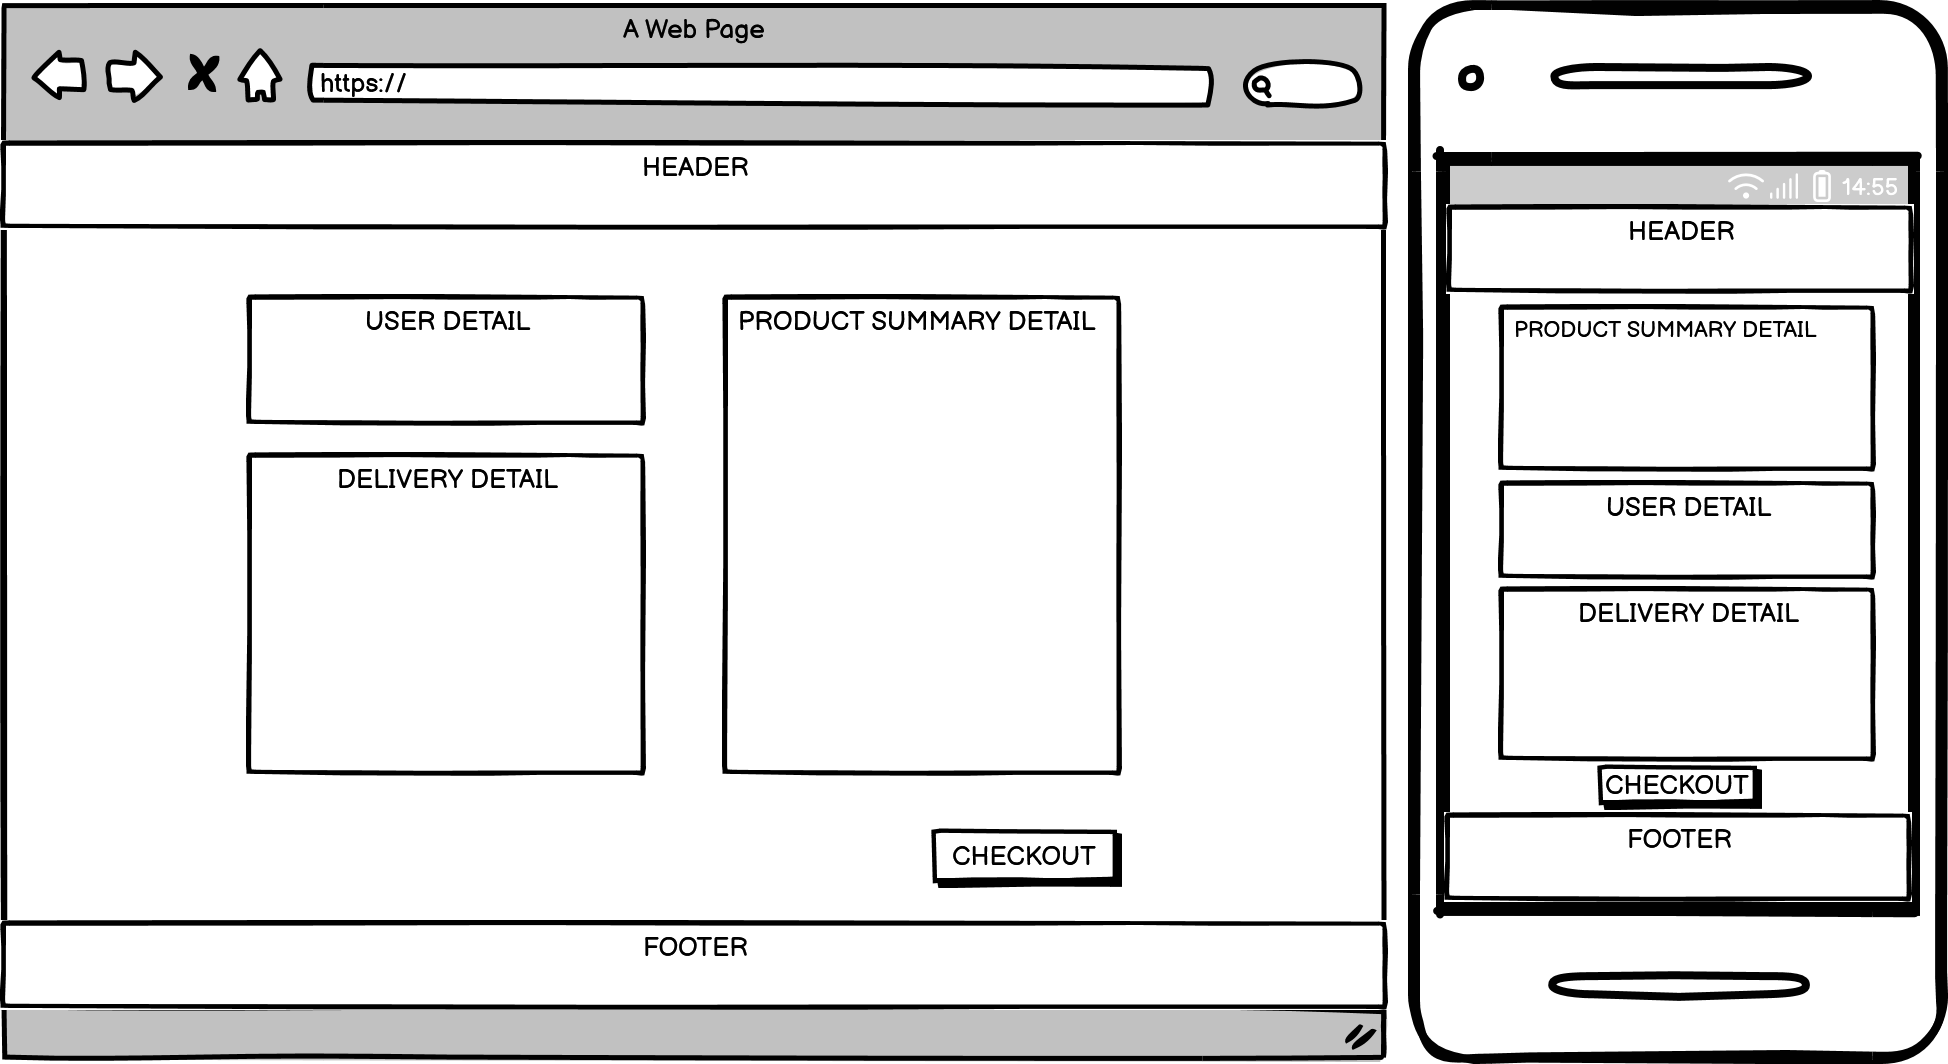 A Web Page
https://
HEADER
USER DETAIL
DELIVERY DETAIL
PRODUCT SUMMARY DETAIL
CHECKOUT
FOOTER
14:55
HEADER
PRODUCT SUMMARY DETAIL
USER DETAIL
DELIVERY DETAIL
CHECKOUT
FOOTER